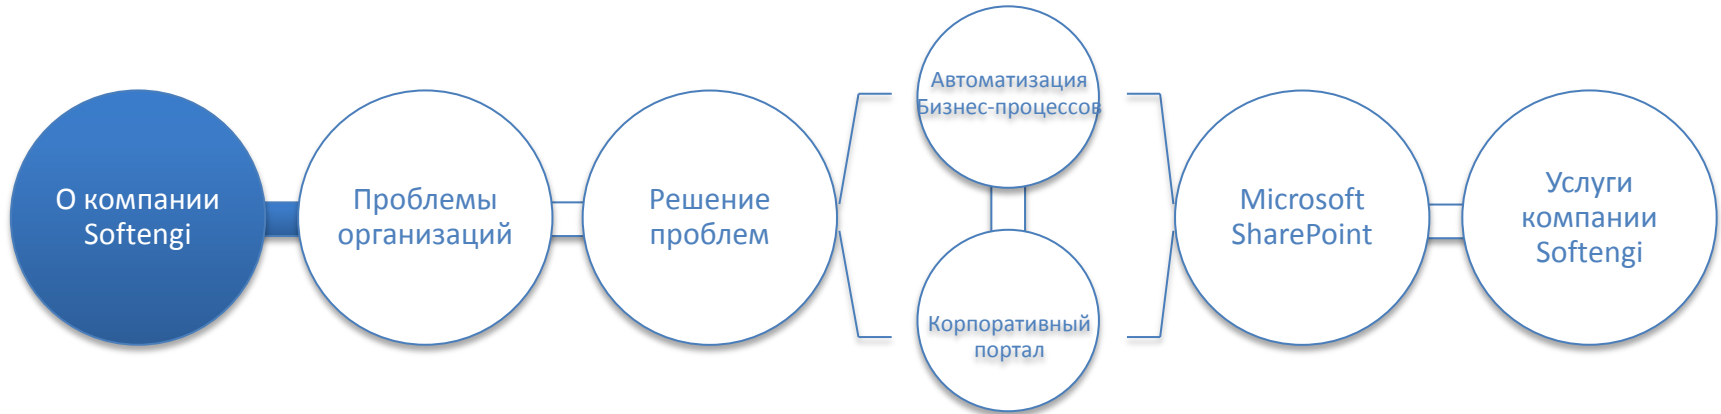 О компании
Softengi
Проблемы
организаций
Решение
проблем
Автоматизация
Бизнес-процессов
Корпоративный
портал
Microsoft
SharePoint
Услуги
компании
Softengi